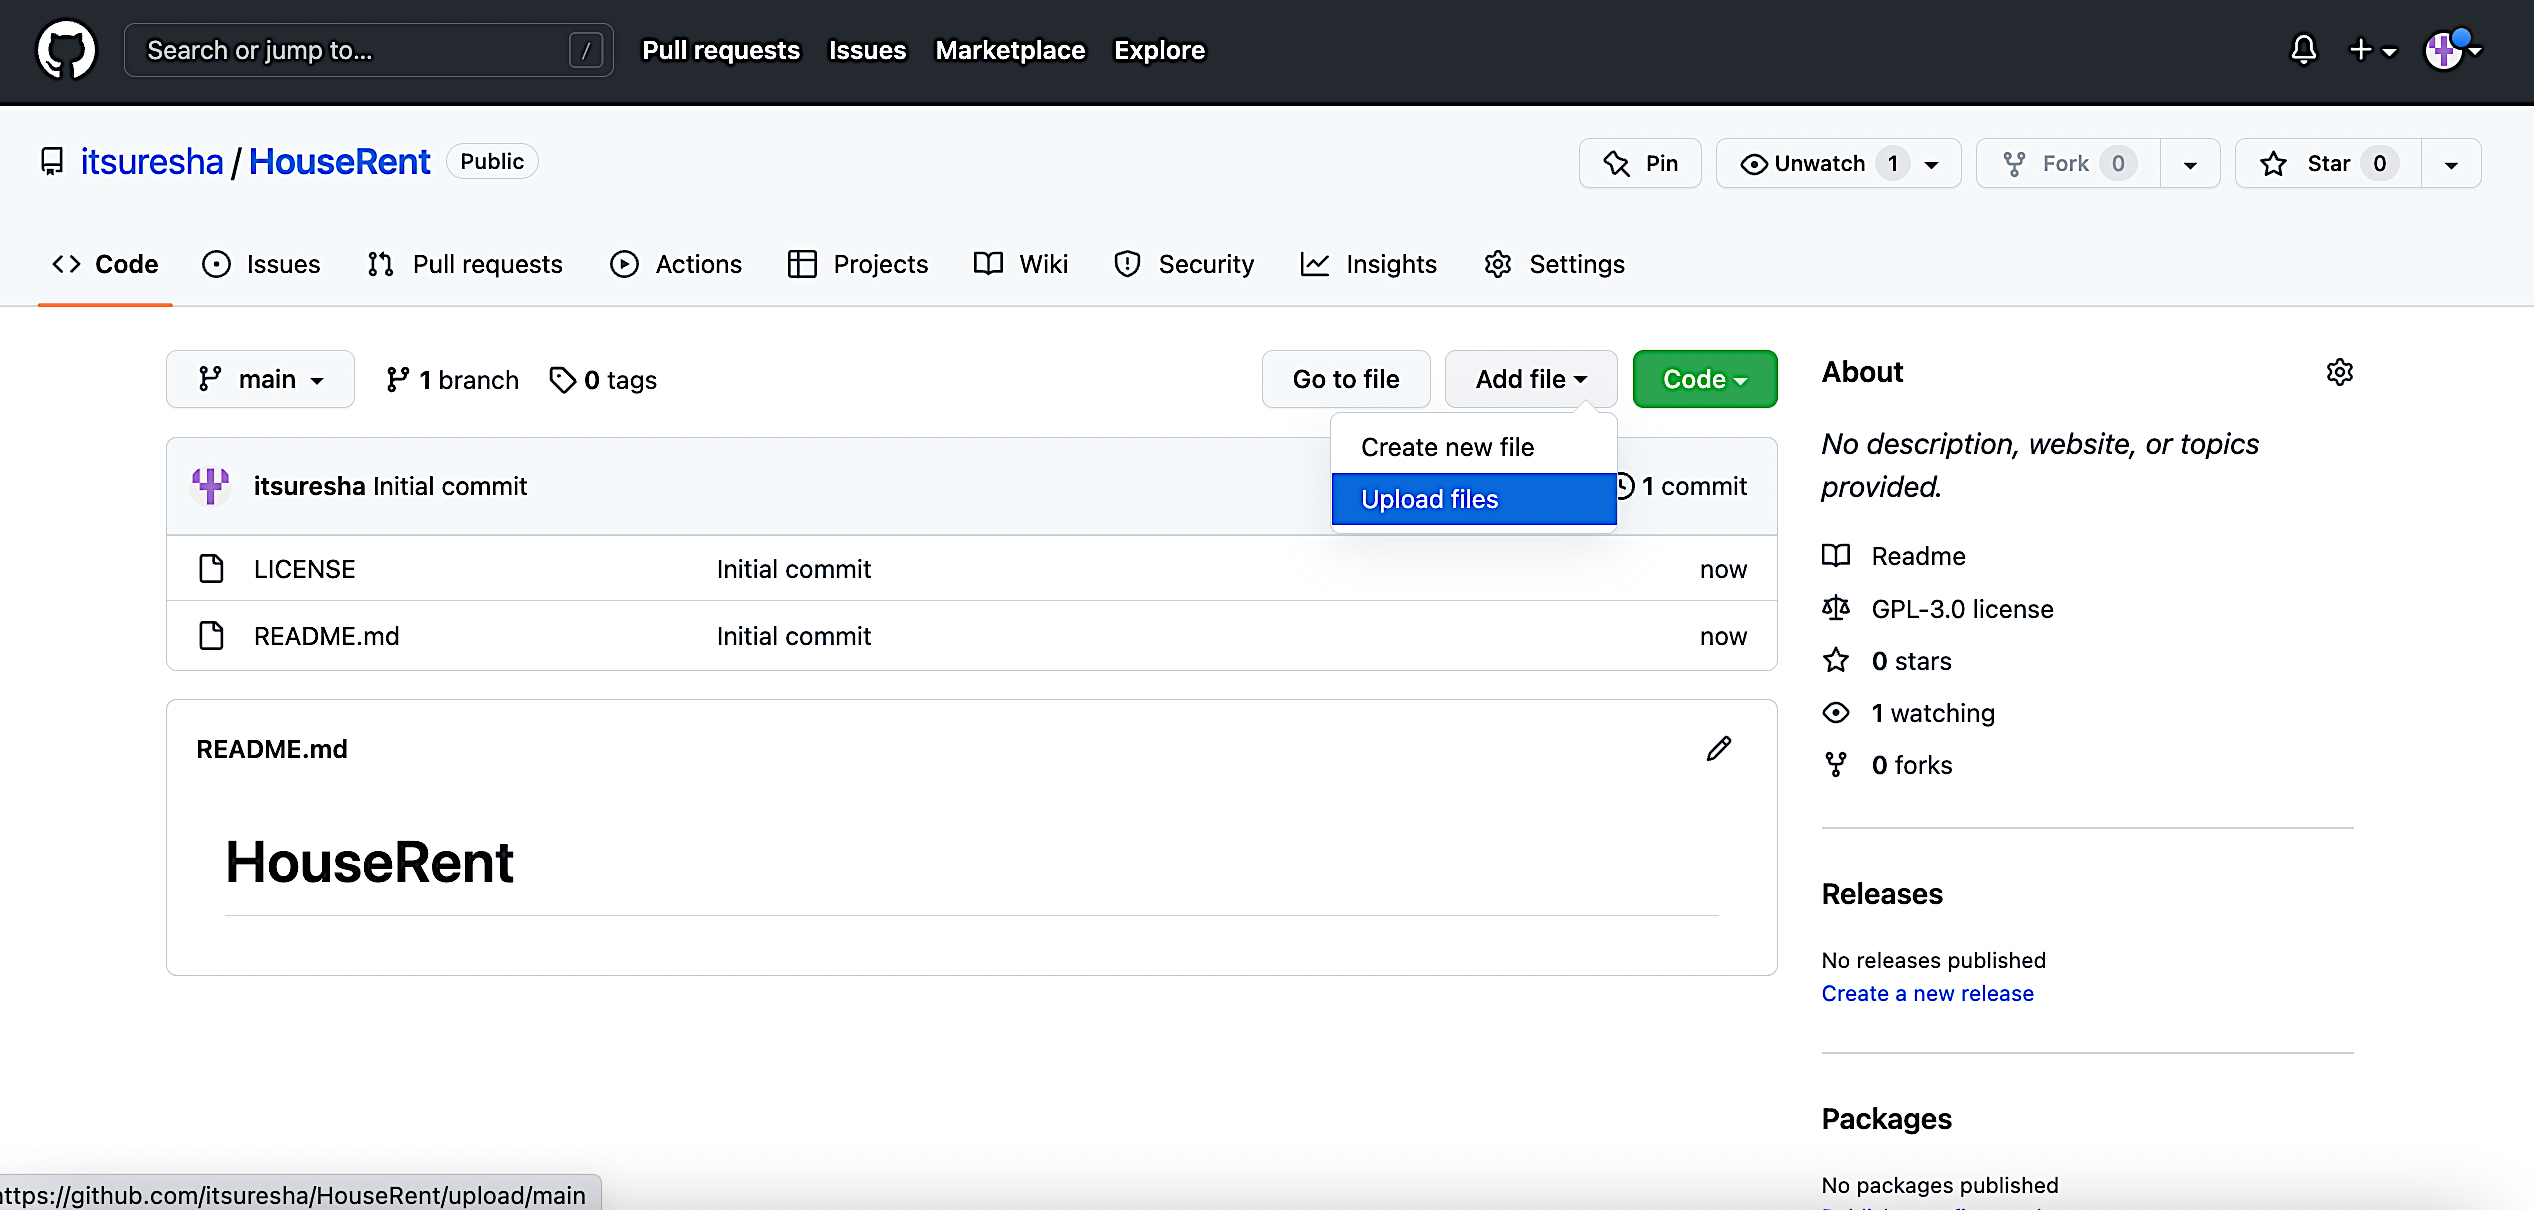 Search or jump to... /
Pull requests Issues Marketplace Explore
itsuresha / HouseRent Public
Pin Unwatch 1 Fork 0 Star 0
Code Issues Pull requests Actions Projects Wiki Security Insights Settings
main 1 branch 0 tags
Go to file Add file Code
Create new file
Upload files
itsuresha Initial commit
1 commit
LICENSE Initial commit now
README.md Initial commit now
README.md
HouseRent
About
No description, website, or topics
provided.
Readme
GPL-3.0 license
0 stars
1 watching
0 forks
Releases
No releases published
Create a new release
Packages
No packages published
ttps://github.com/itsuresha/HouseRent/upload/main